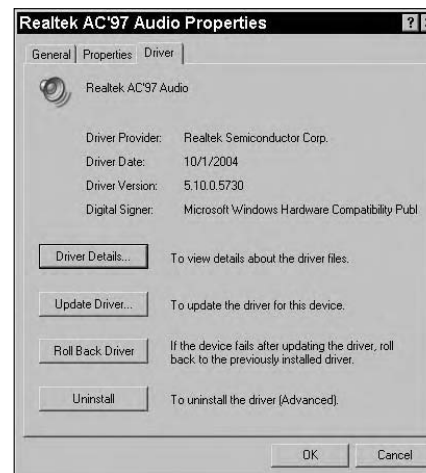 Realtek AC'97 Audio Properties ?
General Properties Driver
Realtek AC'97 Audio
Driver Provider: Realtek Semiconductor Corp.
Driver Date: 10/1/2004
Driver Version: 5.10.0.5730
Digital Signer: Microsoft Windows Hardware Compatibility Publ
Driver Details... To view details about the driver files.
Update Driver... To update the driver for this device.
Roll Back Driver If the device fails after updating the driver, roll
back to the previously installed driver.
Uninstall To uninstall the driver (Advanced).
OK Cancel